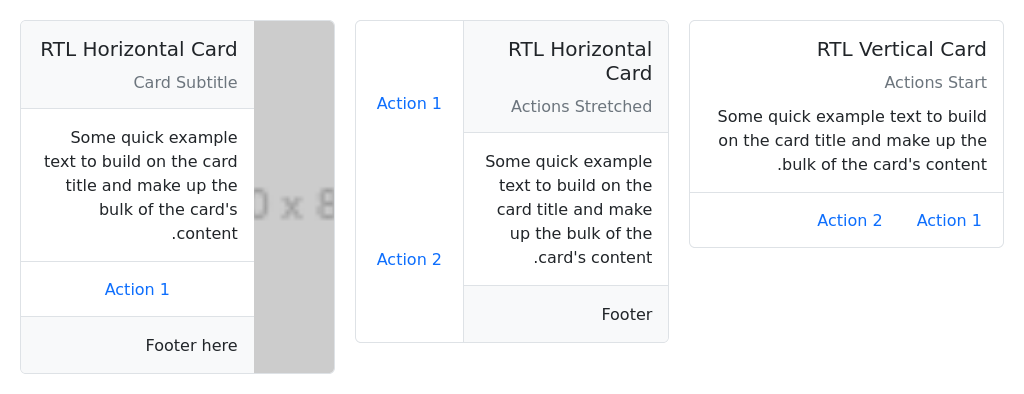 RTL Horizontal Card
Card Subtitle
Some quick example
text to build on the card
title and make up the
bulk of the card's
.content
Action 1
Footer here
0 x 8
Action 1
Action 2
RTL Horizontal
Card
Actions Stretched
Some quick example
text to build on the
card title and make
up the bulk of the
.card's content
Footer
RTL Vertical Card
Actions Start
Some quick example text to build
on the card title and make up the
.bulk of the card's content
Action 2 Action 1